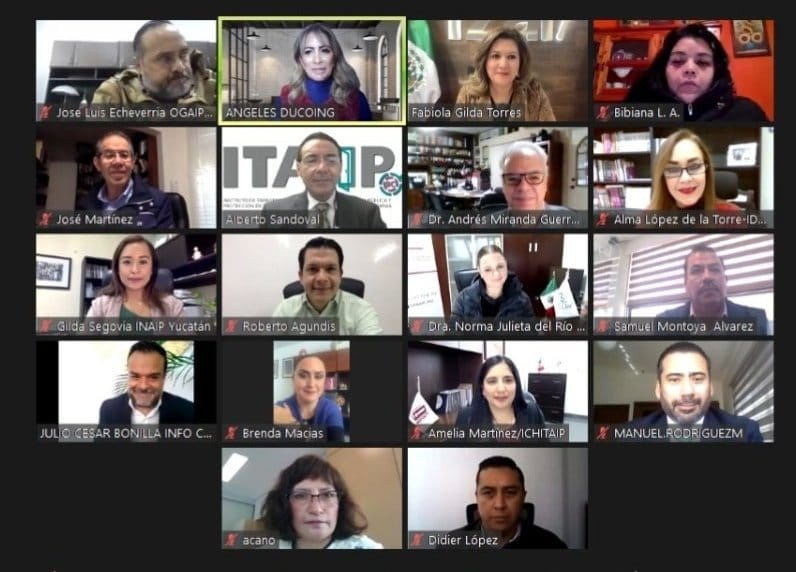 Jose Luis Echeverria OGAIP...
ANGELES DUCOING
Fabiola Gilda Torres
Bibiana L. A.
José Martínez
ITAIP
Alberto Sandoval
Dr. Andrés Miranda Guerr...
Alma López de la Torre-ID...
Gilda Segovia INAIP Yucatán
Roberto Agundis
Dra. Norma Julieta del Río ...
Samuel Montoya Alvarez
JULIO CESAR BONILLA INFO C...
Brenda Macias
Amelia Martínez/ICHITAIP
MANUEL.RODRIGUEZM
acano
Didier López